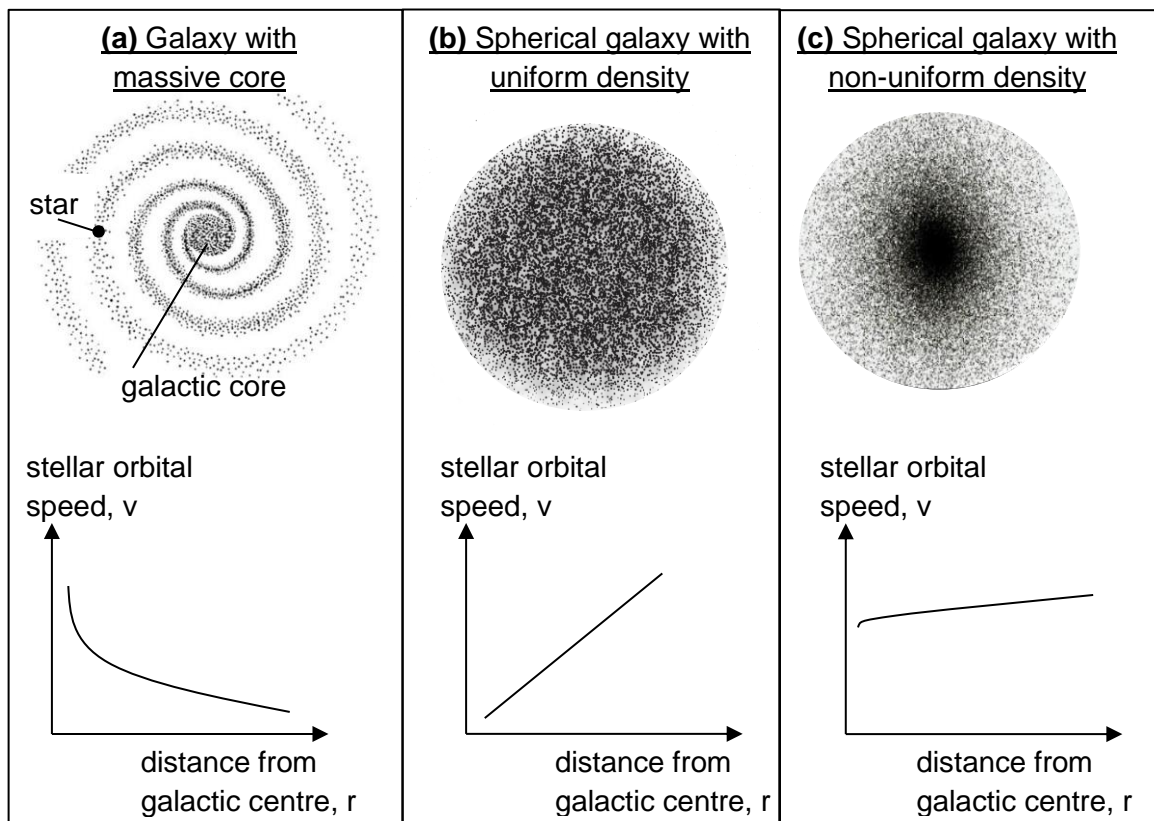 (a) Galaxy with
massive core
star
galactic core
stellar orbital
speed, v
distance from
galactic centre, r
(b) Spherical galaxy with
uniform density
stellar orbital
speed, v
distance from
galactic centre, r
(c) Spherical galaxy with
non-uniform density
stellar orbital
speed, v
distance from
galactic centre, r